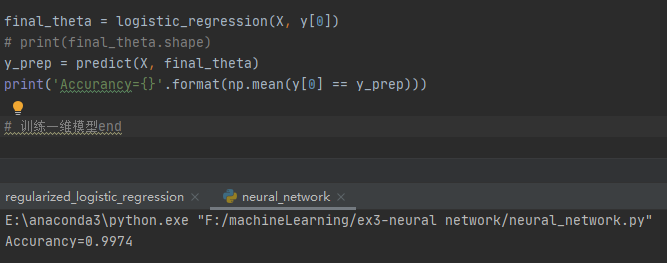 final_theta = logistic_regression(X, y[0])
# print(final_theta.shape)
y_prep = predict(X, final_theta)
print('Accurancy={}'.format(np.mean(y[0] == y_prep)))
# 训练一维模型end
regularized_logistic_regression × neural_network ×
E:\anaconda3\python.exe "F:/machineLearning/ex3-neural network/neural_network.py"
Accurancy=0.9974